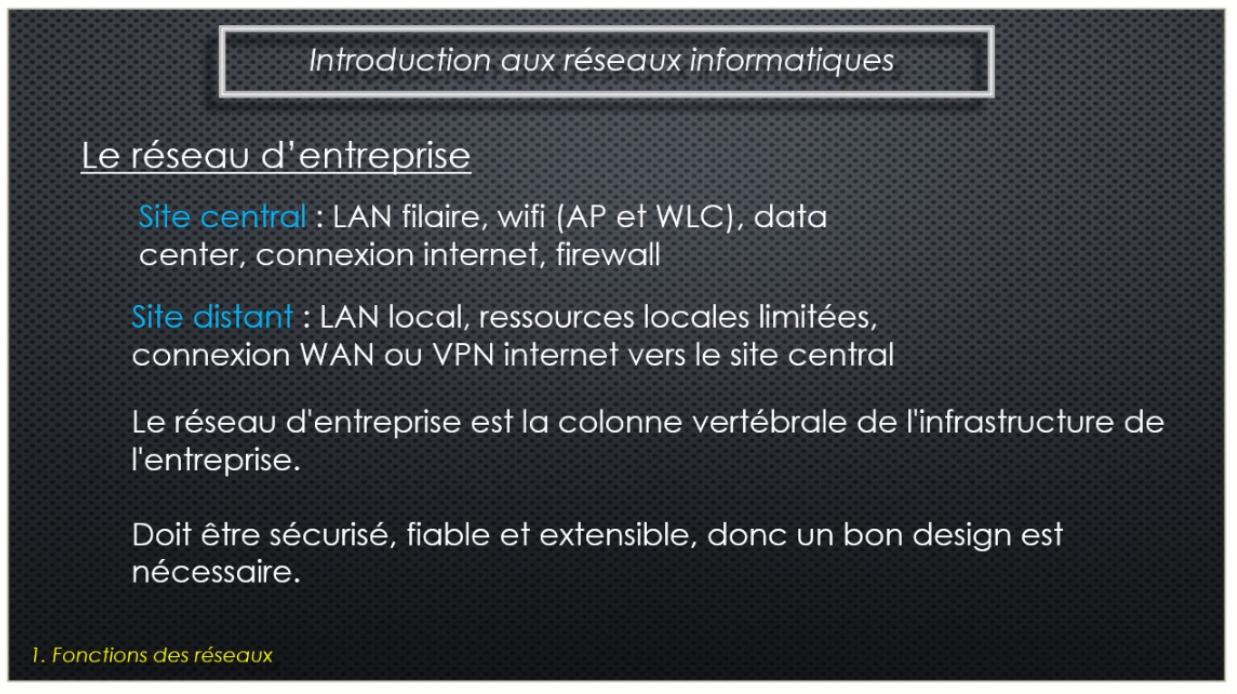 Introduction aux réseaux informatiques
Le réseau d’entreprise
Site central : LAN filaire, wifi (AP et WLC), data
center, connexion internet, firewall
Site distant : LAN local, ressources locales limitées,
connexion WAN ou VPN internet vers le site central
Le réseau d'entreprise est la colonne vertébrale de l'infrastructure de
l'entreprise.
Doit être sécurisé, fiable et extensible, donc un bon design est
nécessaire.
1. Fonctions des réseaux